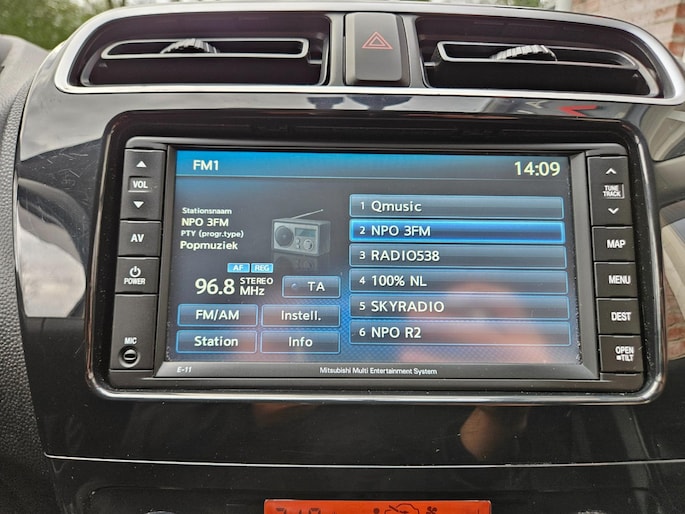 FM1
14:09
VOL
AV
POWER
MIC
Stationsnaam
NPO 3FM
PTY (progr.type)
Popmuziek
AF REG
96.8 STEREO
MHz
TA
FM/AM
Instell.
Station
Info
1 Qmusic
2 NPO 3FM
3 RADIO538
4 100% NL
5 SKYRADIO
6 NPO R2
TUNE
TRACK
MAP
MENU
DEST
OPEN
TILT
E-11
Mitsubishi Multi Entertainment System